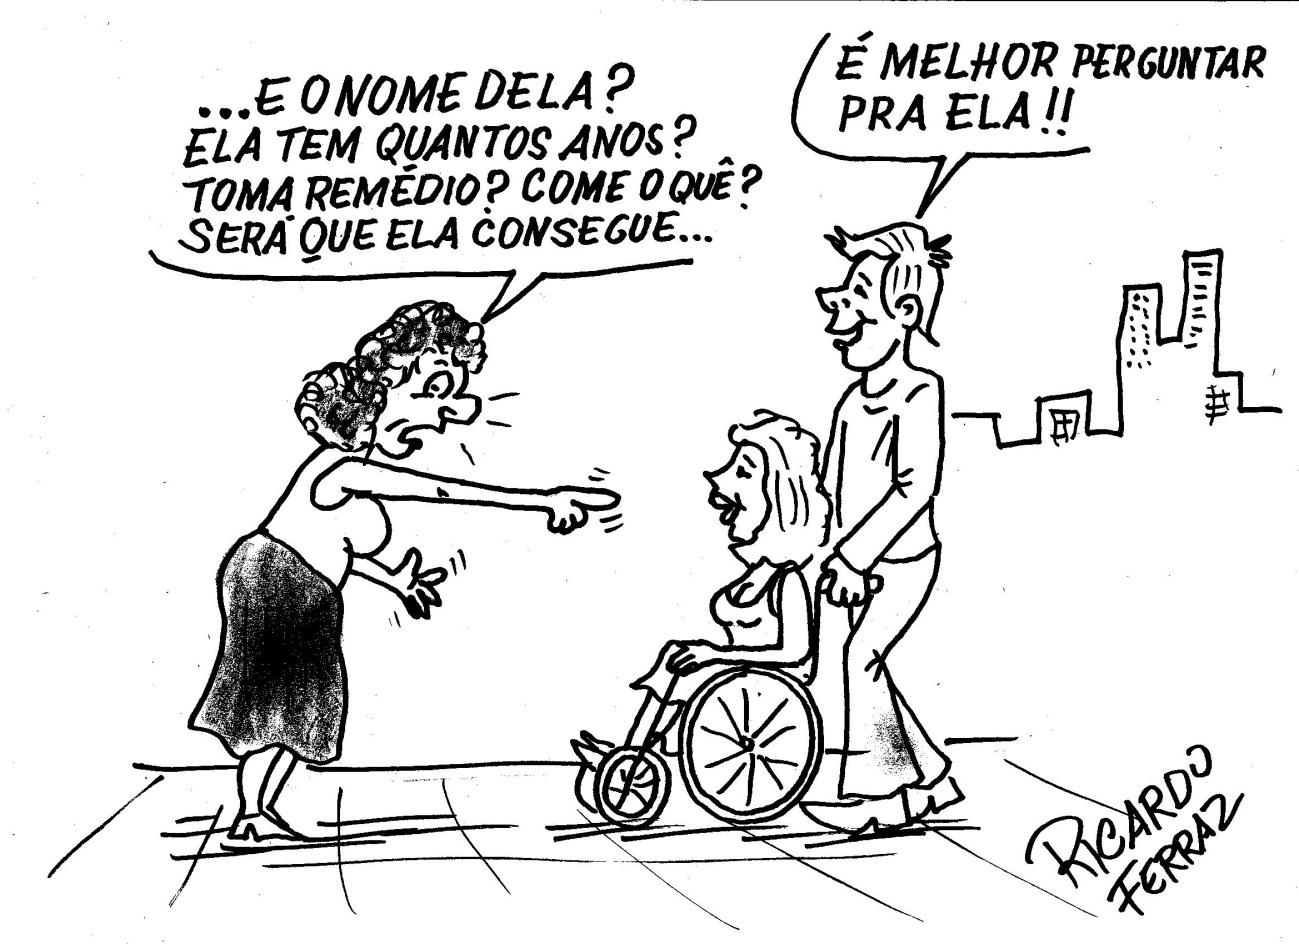 ...E O NOME DELA?
ELA TEM QUANTOS ANOS?
TOMA REMÉDIO? COME O QUÊ?
SERÁ QUE ELA CONSEGUE...
É MELHOR PERGUNTAR
PRA ELA!!
RICARDO
FERRAZ